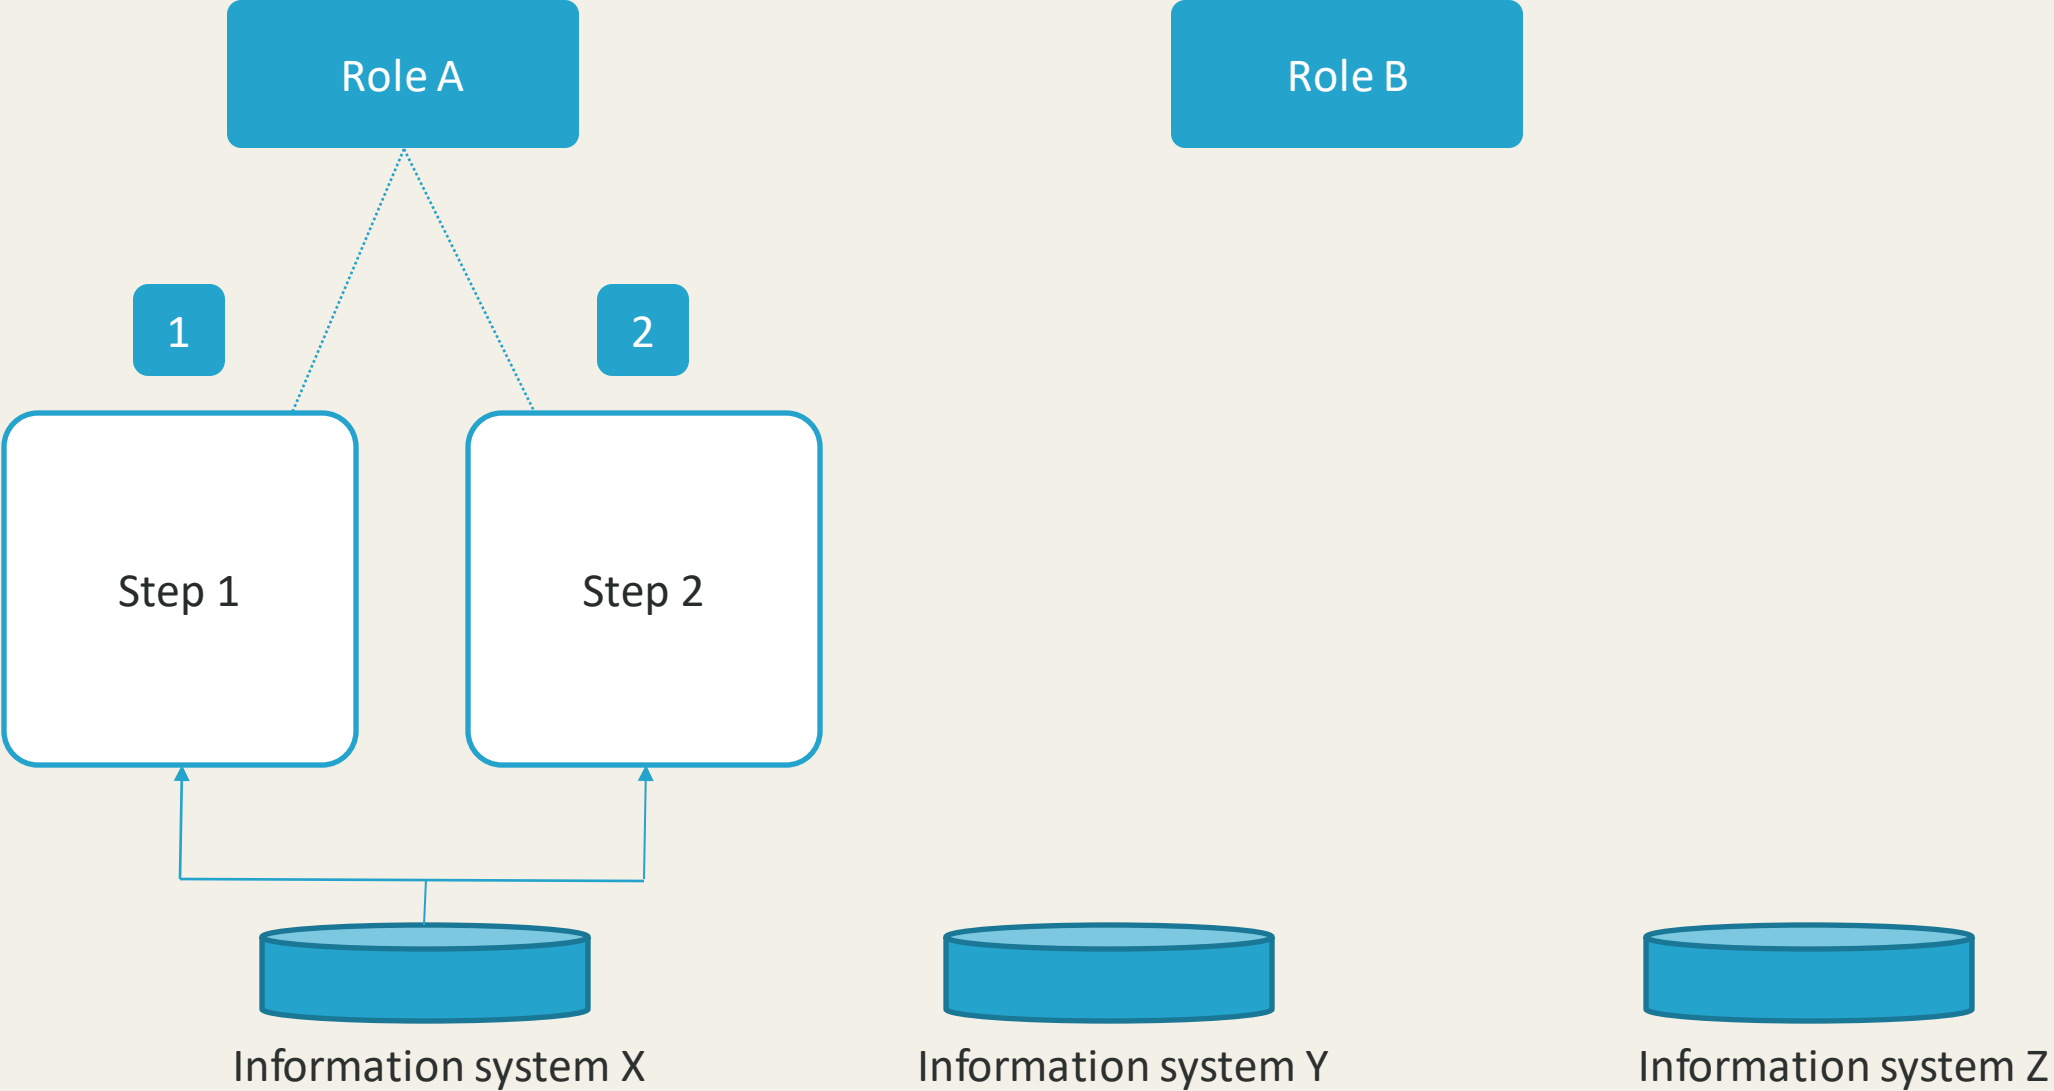 Role A
Role B
1
2
Step 1
Step 2
Information system X
Information system Y
Information system Z